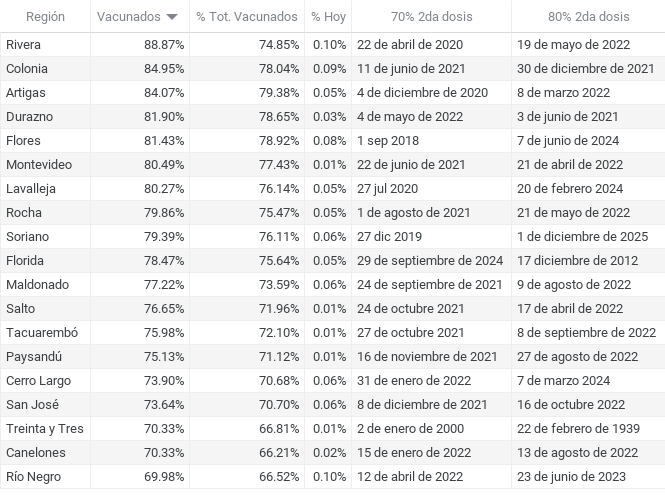 Región Vacunados % Tot. Vacunados % Hoy 70% 2da dosis 80% 2da dosis
Rivera 88.87% 74.85% 0.10% 22 de abril de 2020 19 de mayo de 2022
Colonia 84.95% 78.04% 0.09% 11 de junio de 2021 30 de diciembre de 2021
Artigas 84.07% 79.38% 0.05% 4 de diciembre de 2020 8 de marzo 2022
Durazno 81.90% 78.65% 0.03% 4 de mayo de 2022 3 de junio de 2021
Flores 81.43% 78.92% 0.08% 1 sep 2018 7 de junio de 2024
Montevideo 80.49% 77.43% 0.01% 22 de junio de 2021 21 de abril de 2022
Lavalleja 80.27% 76.14% 0.05% 27 jul 2020 20 de febrero 2024
Rocha 79.86% 75.47% 0.05% 1 de agosto de 2021 21 de mayo de 2022
Soriano 79.39% 76.11% 0.06% 27 dic 2019 1 de diciembre de 2025
Florida 78.47% 75.64% 0.05% 29 de septiembre de 2024 17 diciembre de 2012
Maldonado 77.22% 73.59% 0.06% 24 de septiembre de 2021 9 de agosto de 2022
Salto 76.65% 71.96% 0.01% 24 de octubre 2021 17 de abril de 2022
Tacuarembó 75.98% 72.10% 0.01% 27 de octubre 2021 8 de septiembre de 2022
Paysandú 75.13% 71.12% 0.01% 16 de noviembre de 2021 27 de agosto de 2022
Cerro Largo 73.90% 70.68% 0.06% 31 de enero de 2022 7 de marzo 2024
San José 73.64% 70.70% 0.06% 8 de diciembre de 2021 16 de octubre 2022
Treinta y Tres 70.33% 66.81% 0.01% 2 de enero de 2000 22 de febrero de 1939
Canelones 70.33% 66.21% 0.02% 15 de enero de 2022 13 de agosto de 2022
Río Negro 69.98% 66.52% 0.10% 12 de abril de 2022 23 de junio de 2023